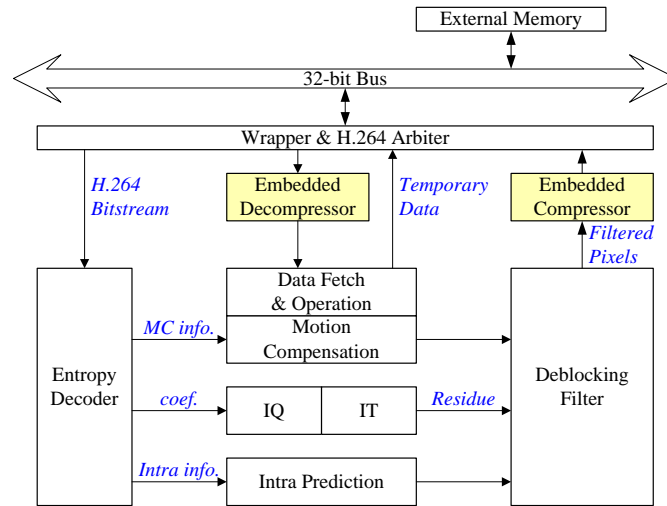 External Memory
32-bit Bus
Wrapper & H.264 Arbiter
H.264
Bitstream
Embedded
Decompressor
Temporary
Data
Embedded
Compressor
Filtered
Pixels
Data Fetch
& Operation
MC info.
Motion
Compensation
Entropy
Decoder
Deblocking
Filter
coef.
IQ
IT
Residue
Intra info.
Intra Prediction